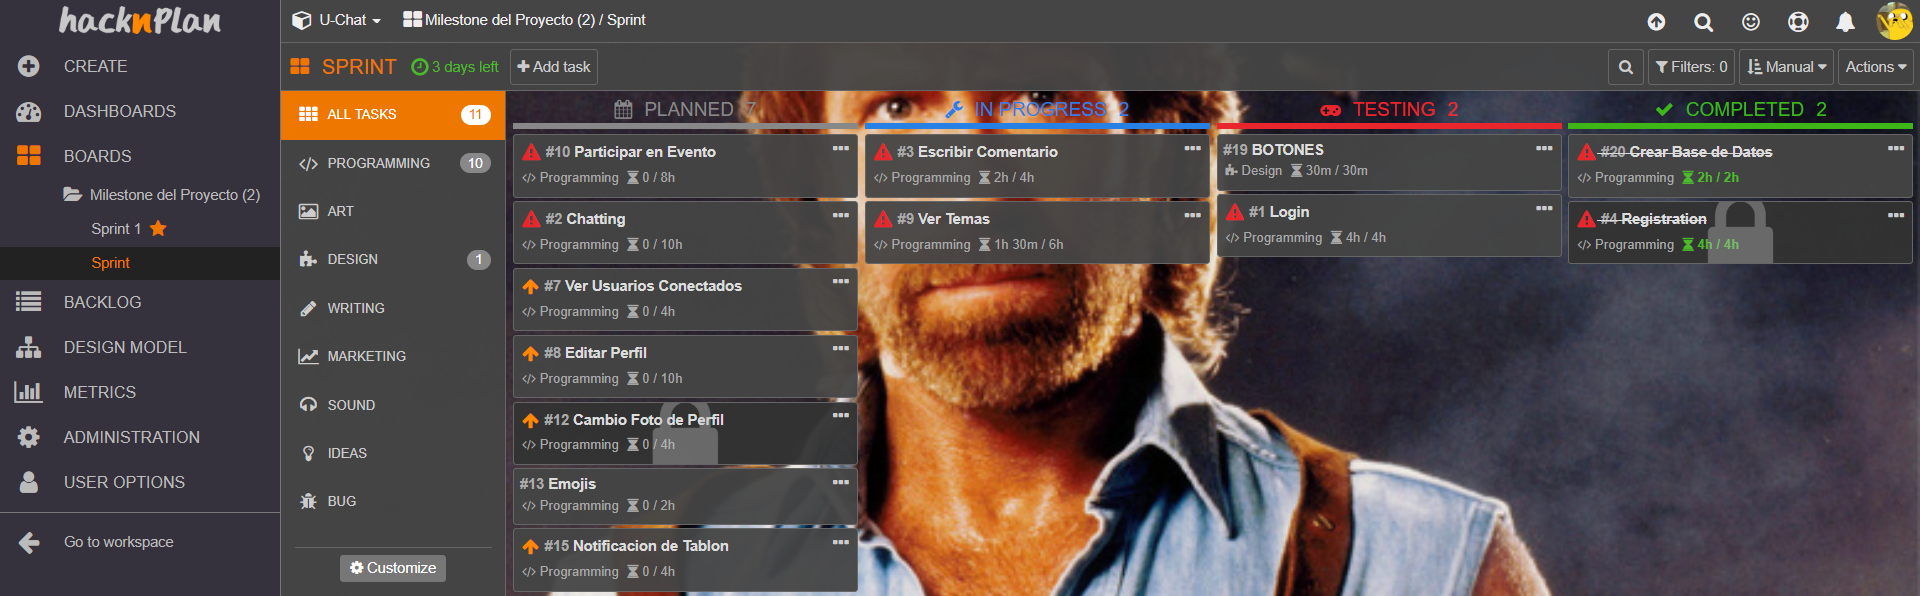 hacknPlan
CREATE
DASHBOARDS
BOARDS
Milestone del Proyecto (2)
Sprint 1
Sprint
BACKLOG
DESIGN MODEL
METRICS
ADMINISTRATION
USER OPTIONS
Go to workspace
U-Chat
Milestone del Proyecto (2) / Sprint
SPRINT
3 days left
Add task
Filters: 0
Manual
Actions
ALL TASKS 11
PROGRAMMING 10
ART
DESIGN 1
WRITING
MARKETING
SOUND
IDEAS
BUG
Customize
PLANNED 7
#10 Participar en Evento
Programming 0 / 8h
#2 Chatting
Programming 0 / 10h
#7 Ver Usuarios Conectados
Programming 0 / 4h
#8 Editar Perfil
Programming 0 / 10h
#12 Cambio Foto de Perfil
Programming 0 / 4h
#13 Emojis
Programming 0 / 2h
#15 Notificacion de Tablon
Programming 0 / 4h
IN PROGRESS 2
#3 Escribir Comentario
Programming 2h / 4h
#9 Ver Temas
Programming 1h 30m / 6h
TESTING 2
#19 BOTONES
Design 30m / 30m
#1 Login
Programming 4h / 4h
COMPLETED 2
#20 Crear Base de Datos
Programming 2h / 2h
#4 Registration
Programming 4h / 4h